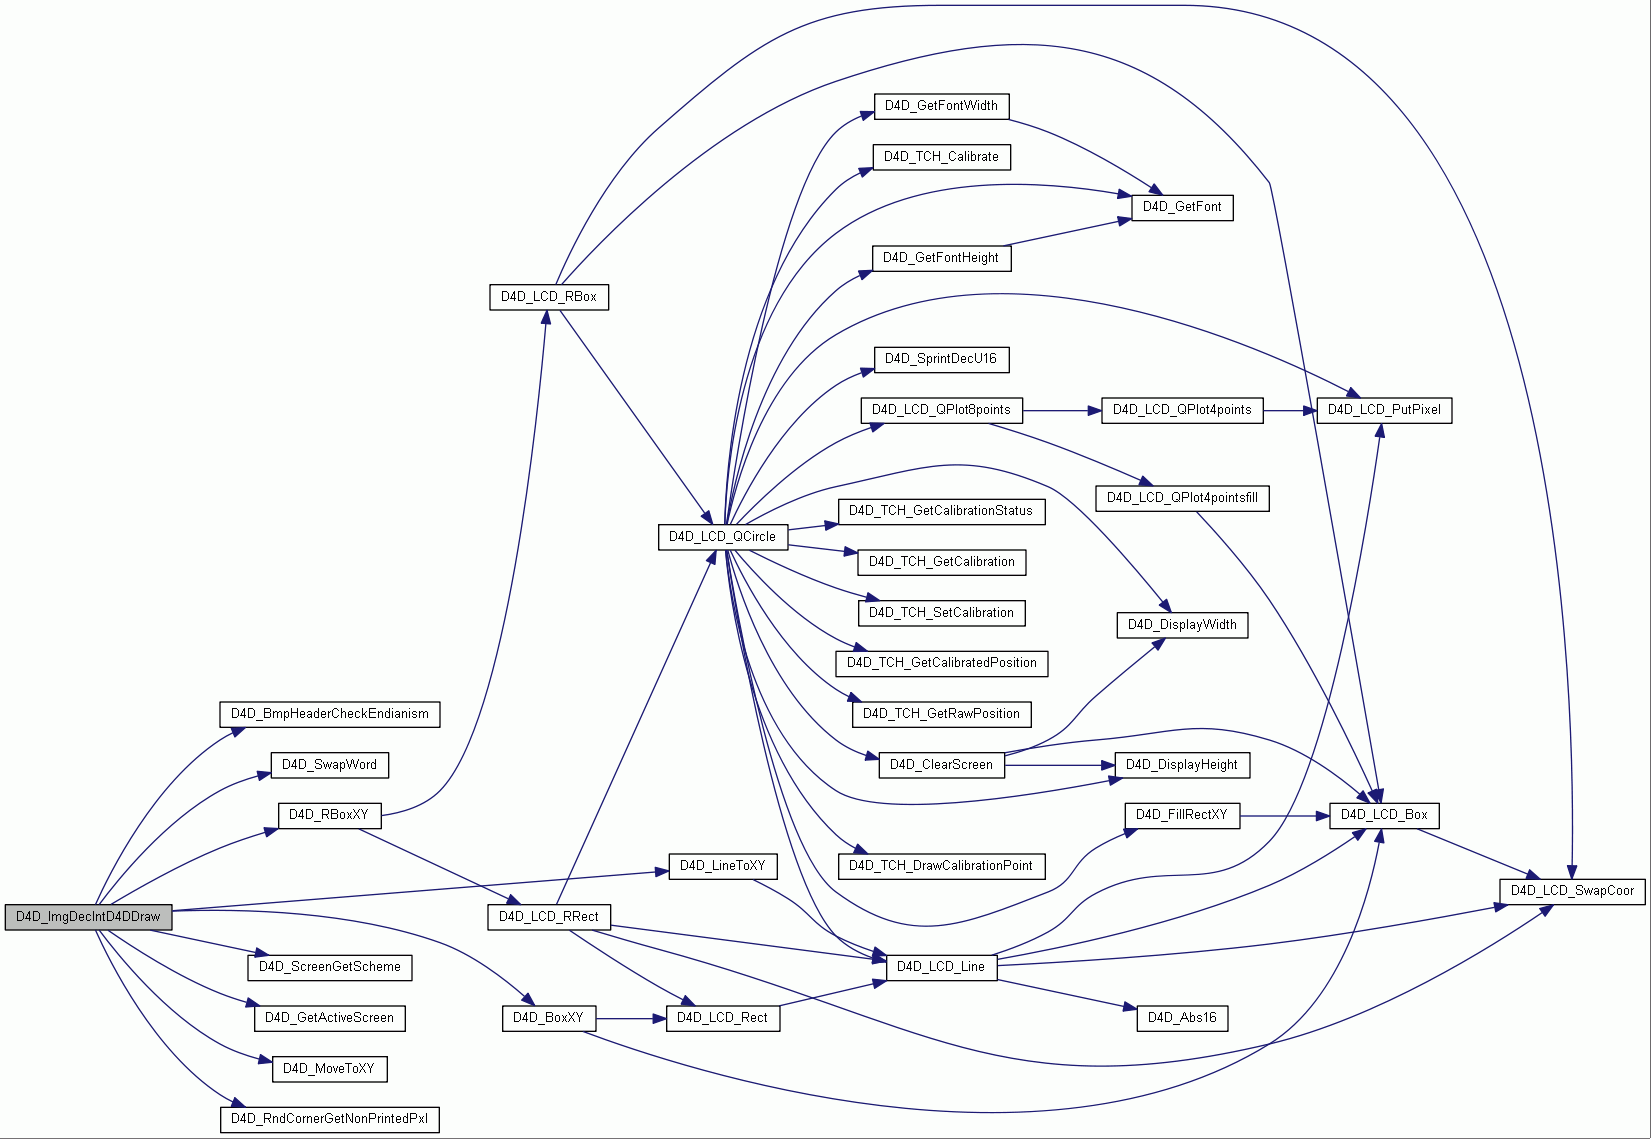 D4D_GetFontWidth
D4D_TCH_Calibrate
D4D_GetFont
D4D_GetFontHeight
D4D_LCD_RBox
D4D_SprintDecU16
D4D_LCD_QPlot8points
D4D_LCD_QPlot4points
D4D_LCD_PutPixel
D4D_LCD_QPlot4pointsfill
D4D_TCH_GetCalibrationStatus
D4D_LCD_QCircle
D4D_TCH_GetCalibration
D4D_TCH_SetCalibration
D4D_DisplayWidth
D4D_TCH_GetCalibratedPosition
D4D_BmpHeaderCheckEndianism
D4D_TCH_GetRawPosition
D4D_SwapWord
D4D_ClearScreen
D4D_DisplayHeight
D4D_RBoxXY
D4D_FillRectXY
D4D_LCD_Box
D4D_LineToXY
D4D_TCH_DrawCalibrationPoint
D4D_LCD_SwapCoor
D4D_ImgDecIntD4DDraw
D4D_LCD_RRect
D4D_ScreenGetScheme
D4D_LCD_Line
D4D_GetActiveScreen
D4D_BoxXY
D4D_LCD_Rect
D4D_Abs16
D4D_MoveToXY
D4D_RndCornerGetNonPrintedPxl